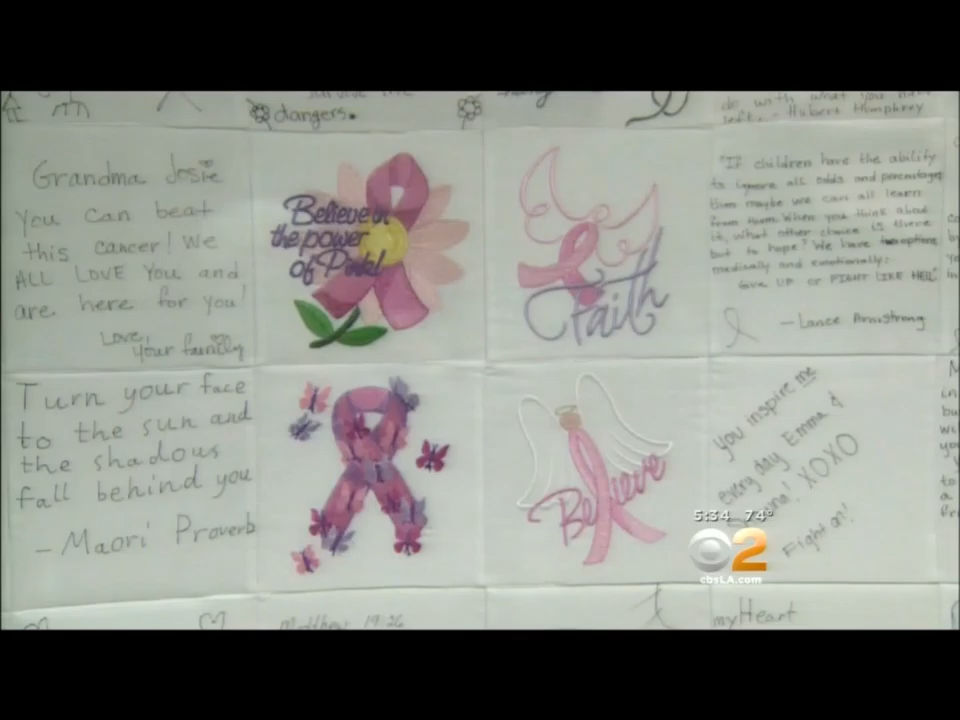 dangers.
do, with what you have
left. - Hubert Humphrey
Grandma Josie
you can beat
this cancer! We
ALL LOVE YOU and
are here for you!
Love,
your family
Believe in
the power
of Pink!
Faith
"If children have the ability
to ignore all odds and percentages
then maybe we can all learn
from them. When you think about
it, what other choice is there
but to hope? We have two options
medically and emotionally:
GIVE UP OR FIGHT LIKE HELL"
- Lance Armstrong
Turn your face
to the sun and
the shadows
fall behind you
- Maori Proverb
Believe
you inspire me
every day Emma &
XOXO
Fight on!
5:34 74°
2
cbsLA.com
Matthew 19:26
my Heart